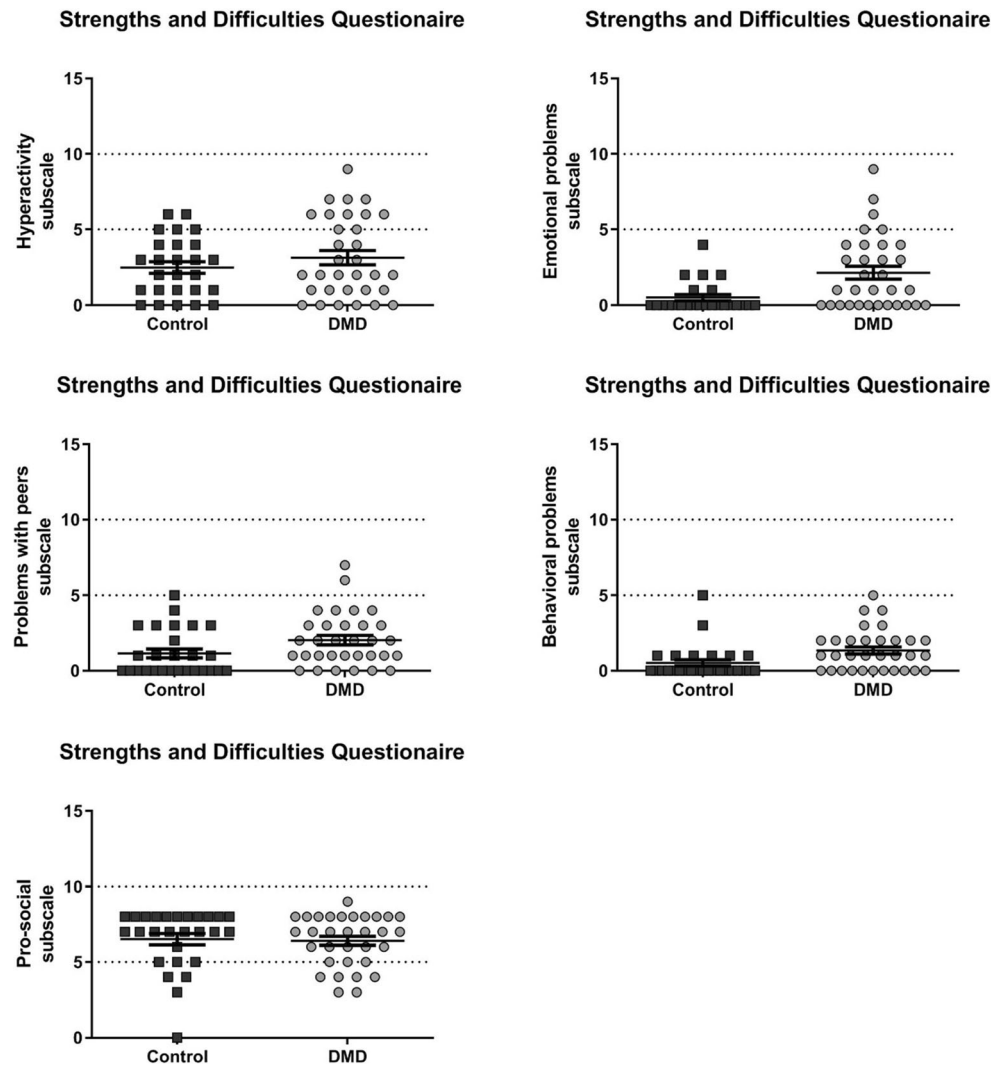 Strengths and Difficulties Questionaire
Hyperactivity
subscale
15
10
5
0
Control
DMD
Strengths and Difficulties Questionaire
Emotional problems
subscale
15
10
5
0
Control
DMD
Strengths and Difficulties Questionaire
Problems with peers
subscale
15
10
5
0
Control
DMD
Strengths and Difficulties Questionaire
Behavioral problems
subscale
15
10
5
0
Control
DMD
Strengths and Difficulties Questionaire
Pro-social
subscale
15
10
5
0
Control
DMD